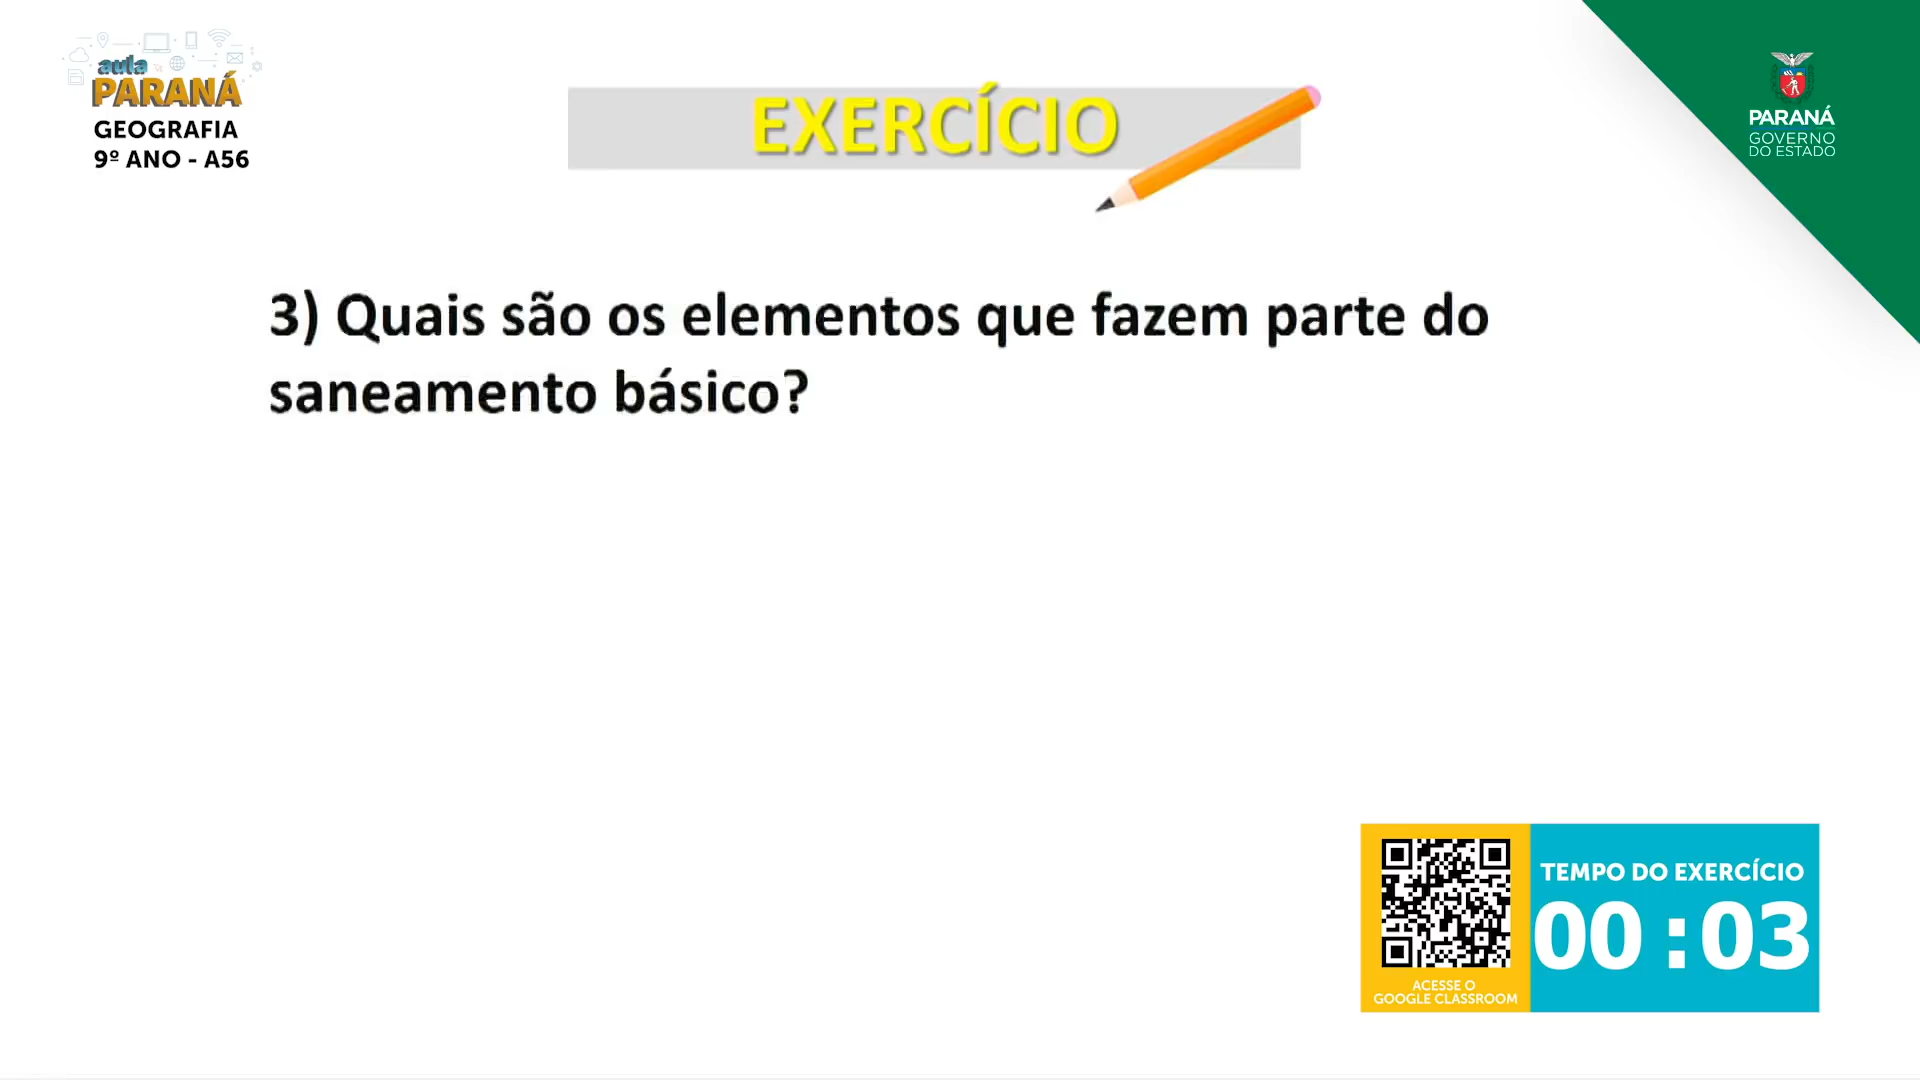 aula
PARANÁ
GEOGRAFIA
9º ANO - A56
EXERCÍCIO
PARANÁ
GOVERNO
DO ESTADO
3) Quais são os elementos que fazem parte do
saneamento básico?
TEMPO DO EXERCÍCIO
00 : 03
ACESSE O
GOOGLE CLASSROOM